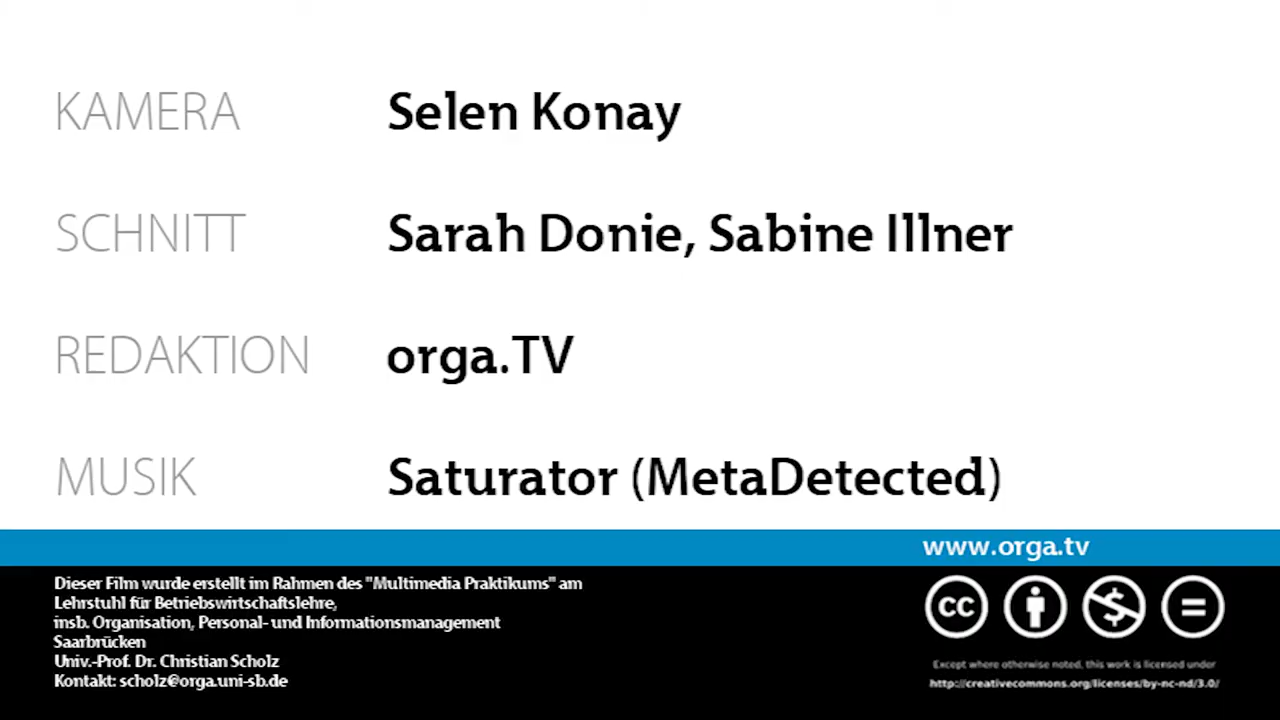 KAMERA Selen Konay
SCHNITT Sarah Donie, Sabine Illner
REDAKTION orga.TV
MUSIK Saturator (MetaDetected)
www.orga.tv
Dieser Film wurde erstellt im Rahmen des "Multimedia Praktikums" am
Lehrstuhl für Betriebswirtschaftslehre,
insb. Organisation, Personal- und Informationsmanagement
Saarbrücken
Univ.-Prof. Dr. Christian Scholz
Kontakt: scholz@orga.uni-sb.de
cc
Except where otherwise noted, this work is licensed under
http://creativecommons.org/licenses/by-nc-nd/3.0/